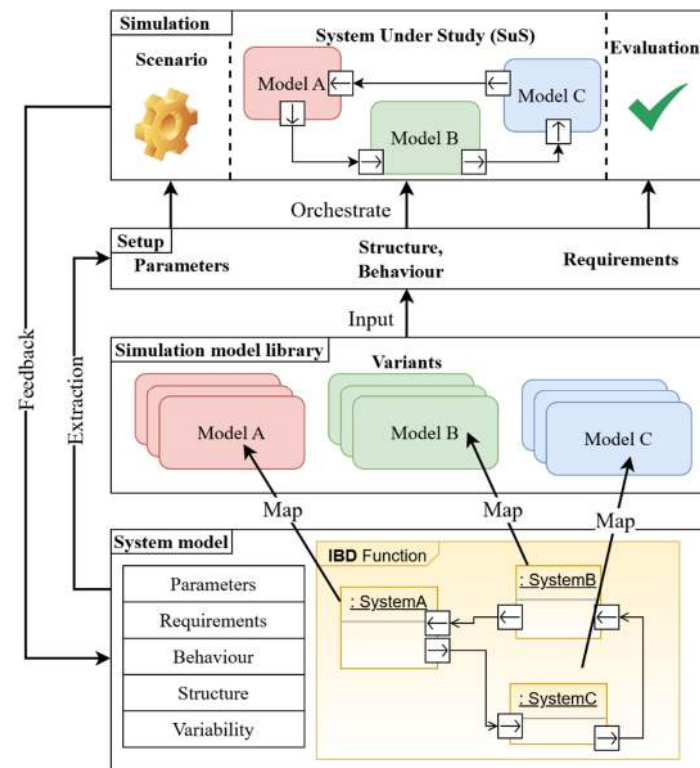 Simulation
System Under Study (SuS)
Scenario
Evaluation
Model A
Model C
Model B
Orchestrate
Setup
Parameters
Structure,
Behaviour
Requirements
Input
Feedback
Extraction
Simulation model library
Variants
Model A
Model B
Model C
Map
Map
Map
System model
IBD Function
Parameters
Requirements
Behaviour
Structure
Variability
: SystemA
: SystemB
: SystemC